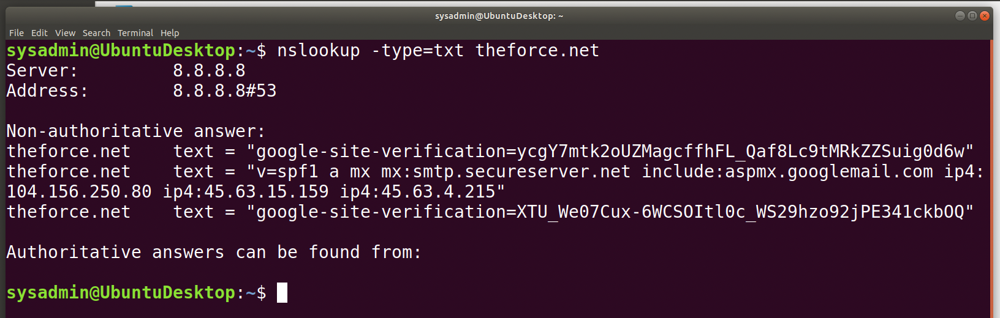 sysadmin@UbuntuDesktop: ~
File Edit View Search Terminal Help
sysadmin@UbuntuDesktop:~$ nslookup -type=txt theforce.net
Server:         8.8.8.8
Address:        8.8.8.8#53
Non-authoritative answer:
theforce.net    text = "google-site-verification=ycgY7mtk2oUZMagcffhFL_Qaf8Lc9tMRkZZSuig0d6w"
theforce.net    text = "v=spf1 a mx mx:smtp.secureserver.net include:aspmx.googlemail.com ip4:
104.156.250.80 ip4:45.63.15.159 ip4:45.63.4.215"
theforce.net    text = "google-site-verification=XTU_We07Cux-6WCSOItl0c_WS29hzo92jPE341ckbOQ"
Authoritative answers can be found from:
sysadmin@UbuntuDesktop:~$